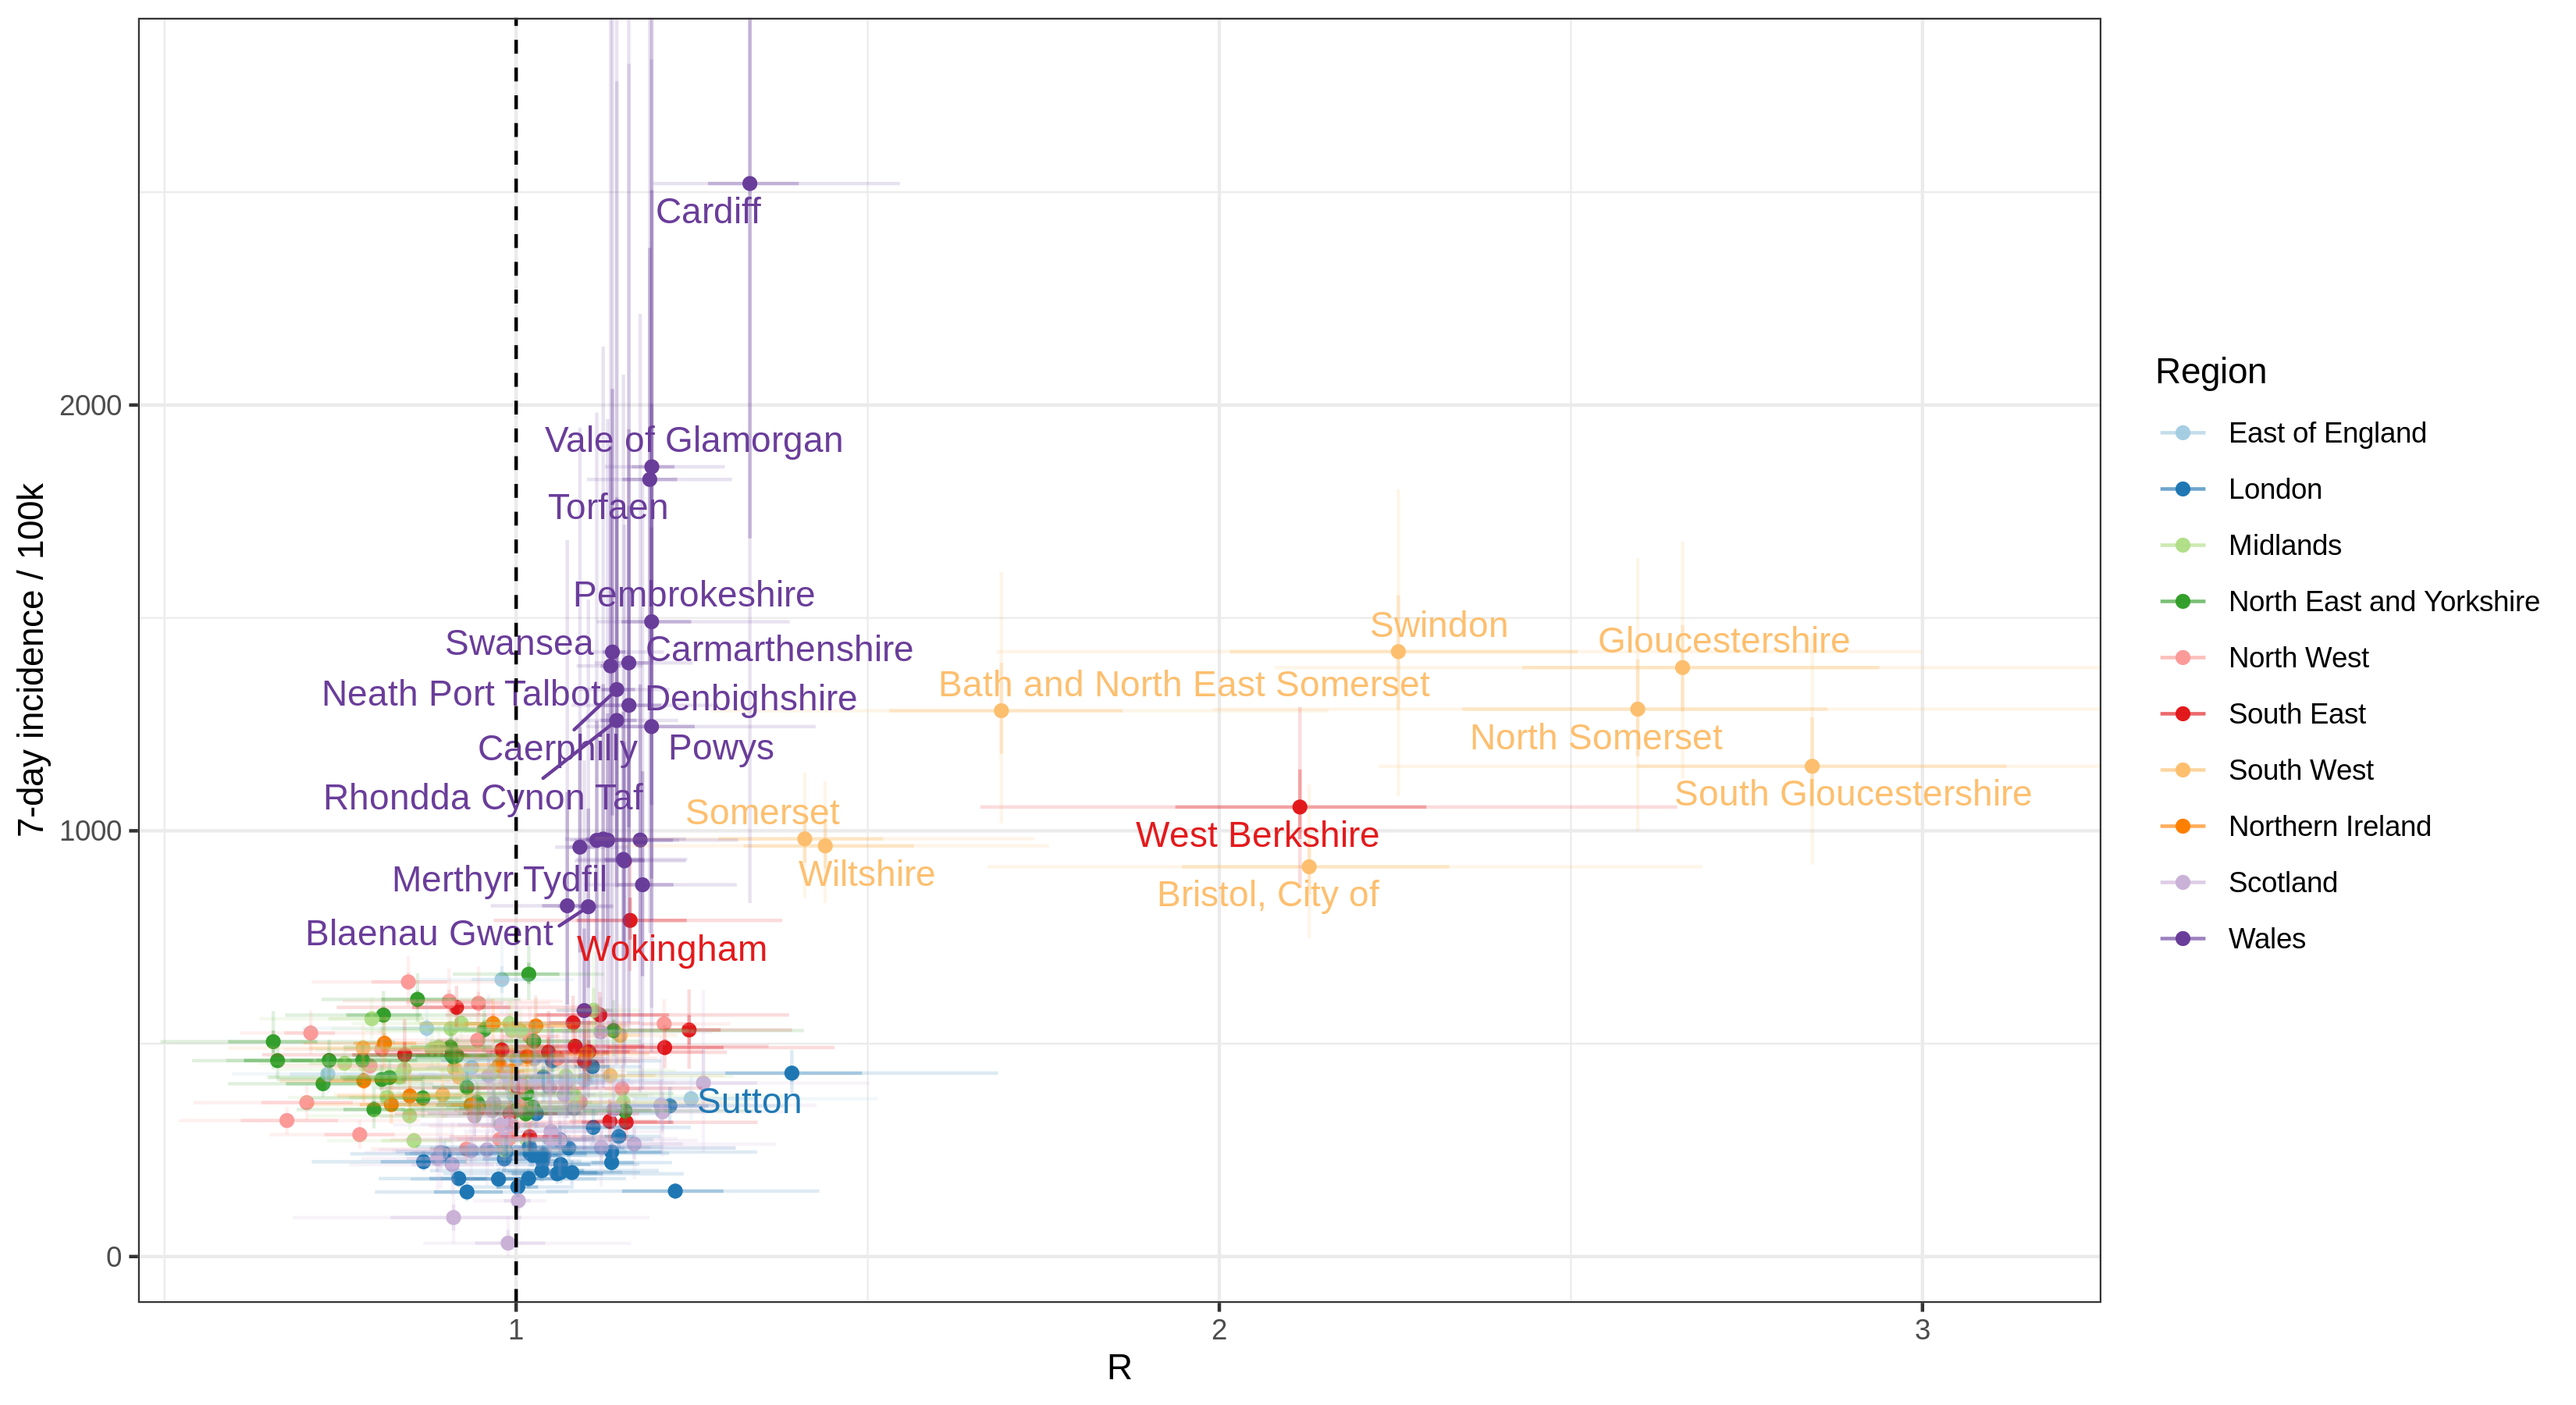 Cardiff
2000
Vale of Glamorgan
Torfaen
Pembrokeshire
Swansea
Carmarthenshire
Swindon
Gloucestershire
Neath Port Talbot
Denbighshire
Bath and North East Somerset
Caerphilly
Powys
North Somerset
Rhondda Cynon Taf
Somerset
South Gloucestershire
1000
West Berkshire
Merthyr Tydfil
Wiltshire
Bristol, City of
Blaenau Gwent
Wokingham
Sutton
0
1
2
3
R
7-day incidence / 100k
Region
East of England
London
Midlands
North East and Yorkshire
North West
South East
South West
Northern Ireland
Scotland
Wales